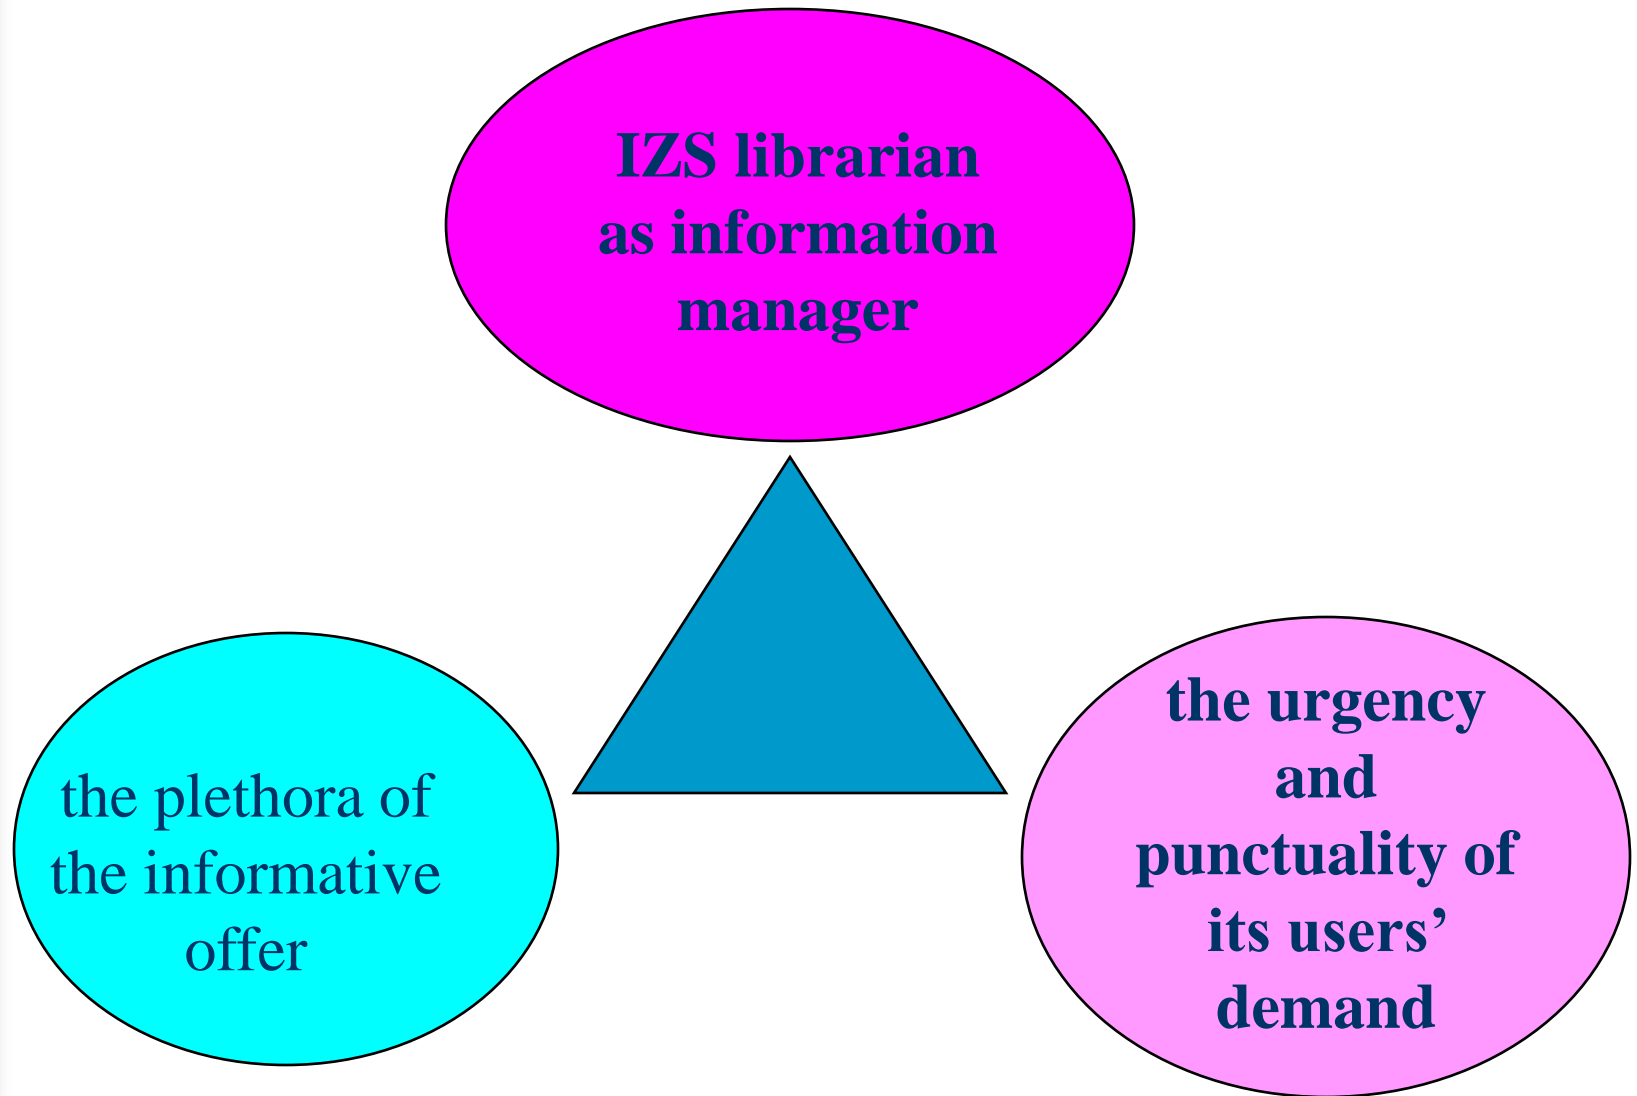 IZS librarian
as information
manager
the plethora of
the informative
offer
the urgency
and
punctuality of
its users’
demand